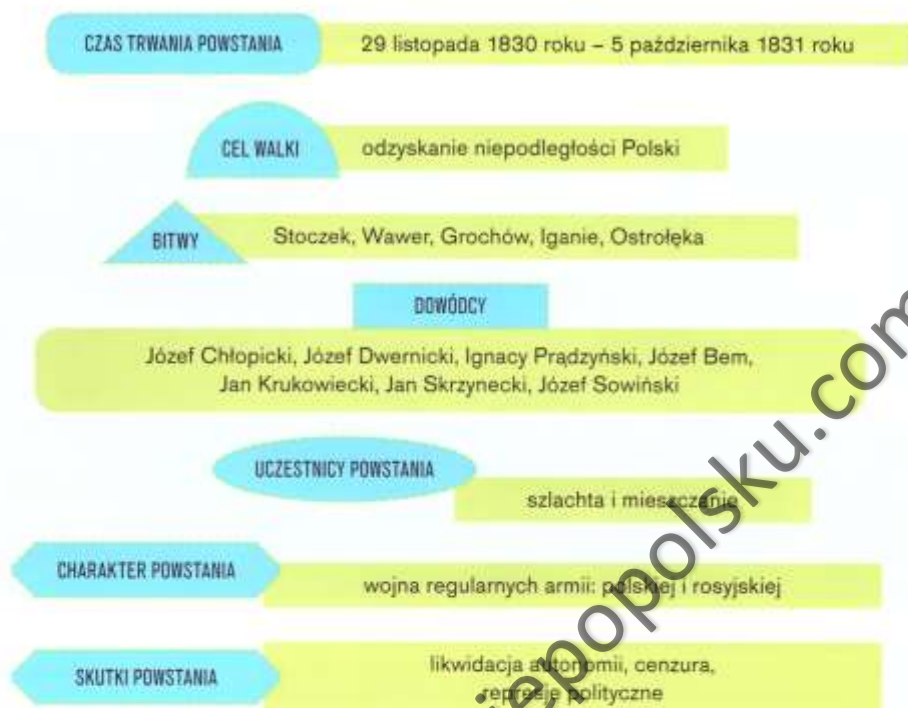 CZAS TRWANIA POWSTANIA
29 listopada 1830 roku – 5 października 1831 roku
CEL WALKI
odzyskanie niepodległości Polski
BITWY
Stoczek, Wawer, Grochów, Iganie, Ostrołęka
DOWÓDCY
Józef Chłopicki, Józef Dwernicki, Ignacy Prądzyński, Józef Bem,
Jan Krukowiecki, Jan Skrzynecki, Józef Sowiński
UCZESTNICY POWSTANIA
szlachta i mieszczanie
CHARAKTER POWSTANIA
wojna regularnych armii: polskiej i rosyjskiej
SKUTKI POWSTANIA
likwidacja autonomii, cenzura,
represje polityczne
iepopolsku.com